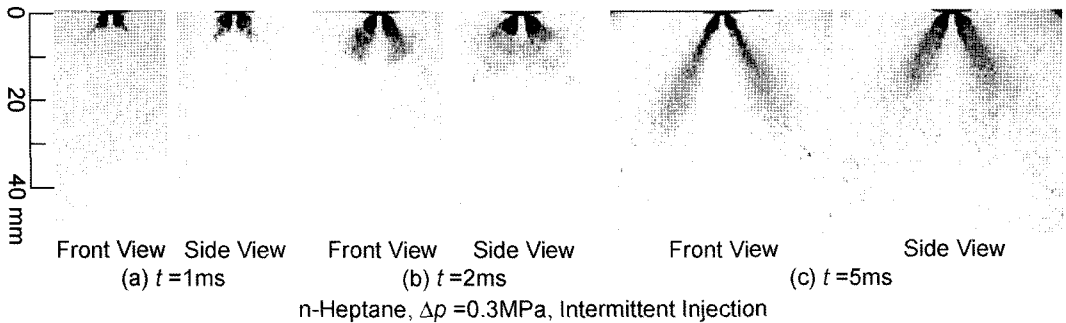 0
20
40 mm
Front View Side View Front View Side View Front View Side View
(a) t =1ms (b) t =2ms (c) t =5ms
n-Heptane, Δp =0.3MPa, Intermittent Injection